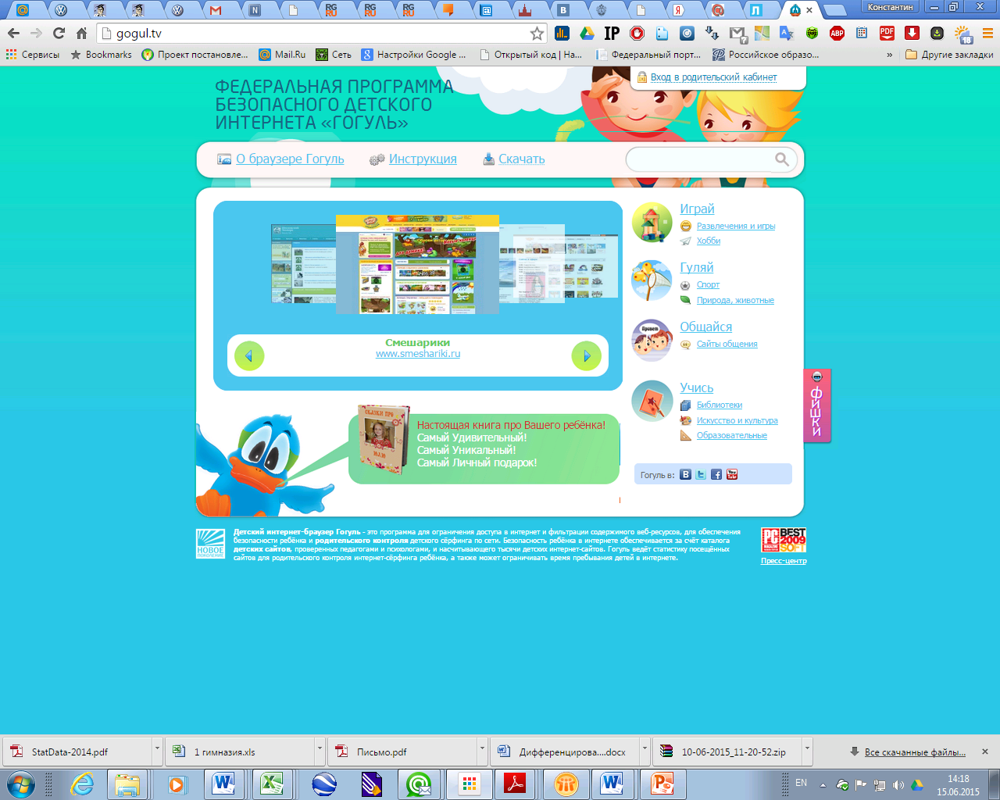 Константин
gogul.tv
Сервисы
Bookmarks
Проект постановле...
Mail.Ru
Сеть
Настройки Google ...
Открытый код | На...
Федеральный порт...
Российское образо...
»
Другие закладки
ФЕДЕРАЛЬНАЯ ПРОГРАММА
БЕЗОПАСНОГО ДЕТСКОГО
ИНТЕРНЕТА «ГОГУЛЬ»
Вход в родительский кабинет
О браузере Гогуль
Инструкция
Скачать
Смешарики
www.smeshariki.ru
Играй
Развлечения и игры
Хобби
Гуляй
Спорт
Природа, животные
Привет
Общайся
Сайты общения
Учись
Библиотеки
Искусство и культура
Образовательные
ФИШКИ
СКАЗКИ ПРО
ЮЛЮ
Настоящая книга про Вашего ребёнка!
Самый Удивительный!
Самый Уникальный!
Самый Личный подарок!
Гогуль в:
НОВОЕ
ПОКОЛЕНИЕ
Детский интернет-браузер Гогуль - это программа для ограничения доступа в интернет и фильтрации содержимого веб-ресурсов, для обеспечения
безопасности ребёнка и родительского контроля детского сёрфинга по сети. Безопасность ребёнка в интернете обеспечивается за счёт каталога
детских сайтов, проверенных педагогами и психологами, и насчитывающего тысячи детских интернет-сайтов. Гогуль ведёт статистику посещённых
сайтов для родительского контроля интернет-сёрфинга ребёнка, а также может ограничивать время пребывания детей в интернете.
PC BEST
2009
SOFT
Пресс-центр
StatData-2014.pdf
1 гимназия.xls
Письмо.pdf
Дифференцирова....docx
10-06-2015_11-20-52.zip
Все скачанные файлы...
EN
14:18
15.06.2015